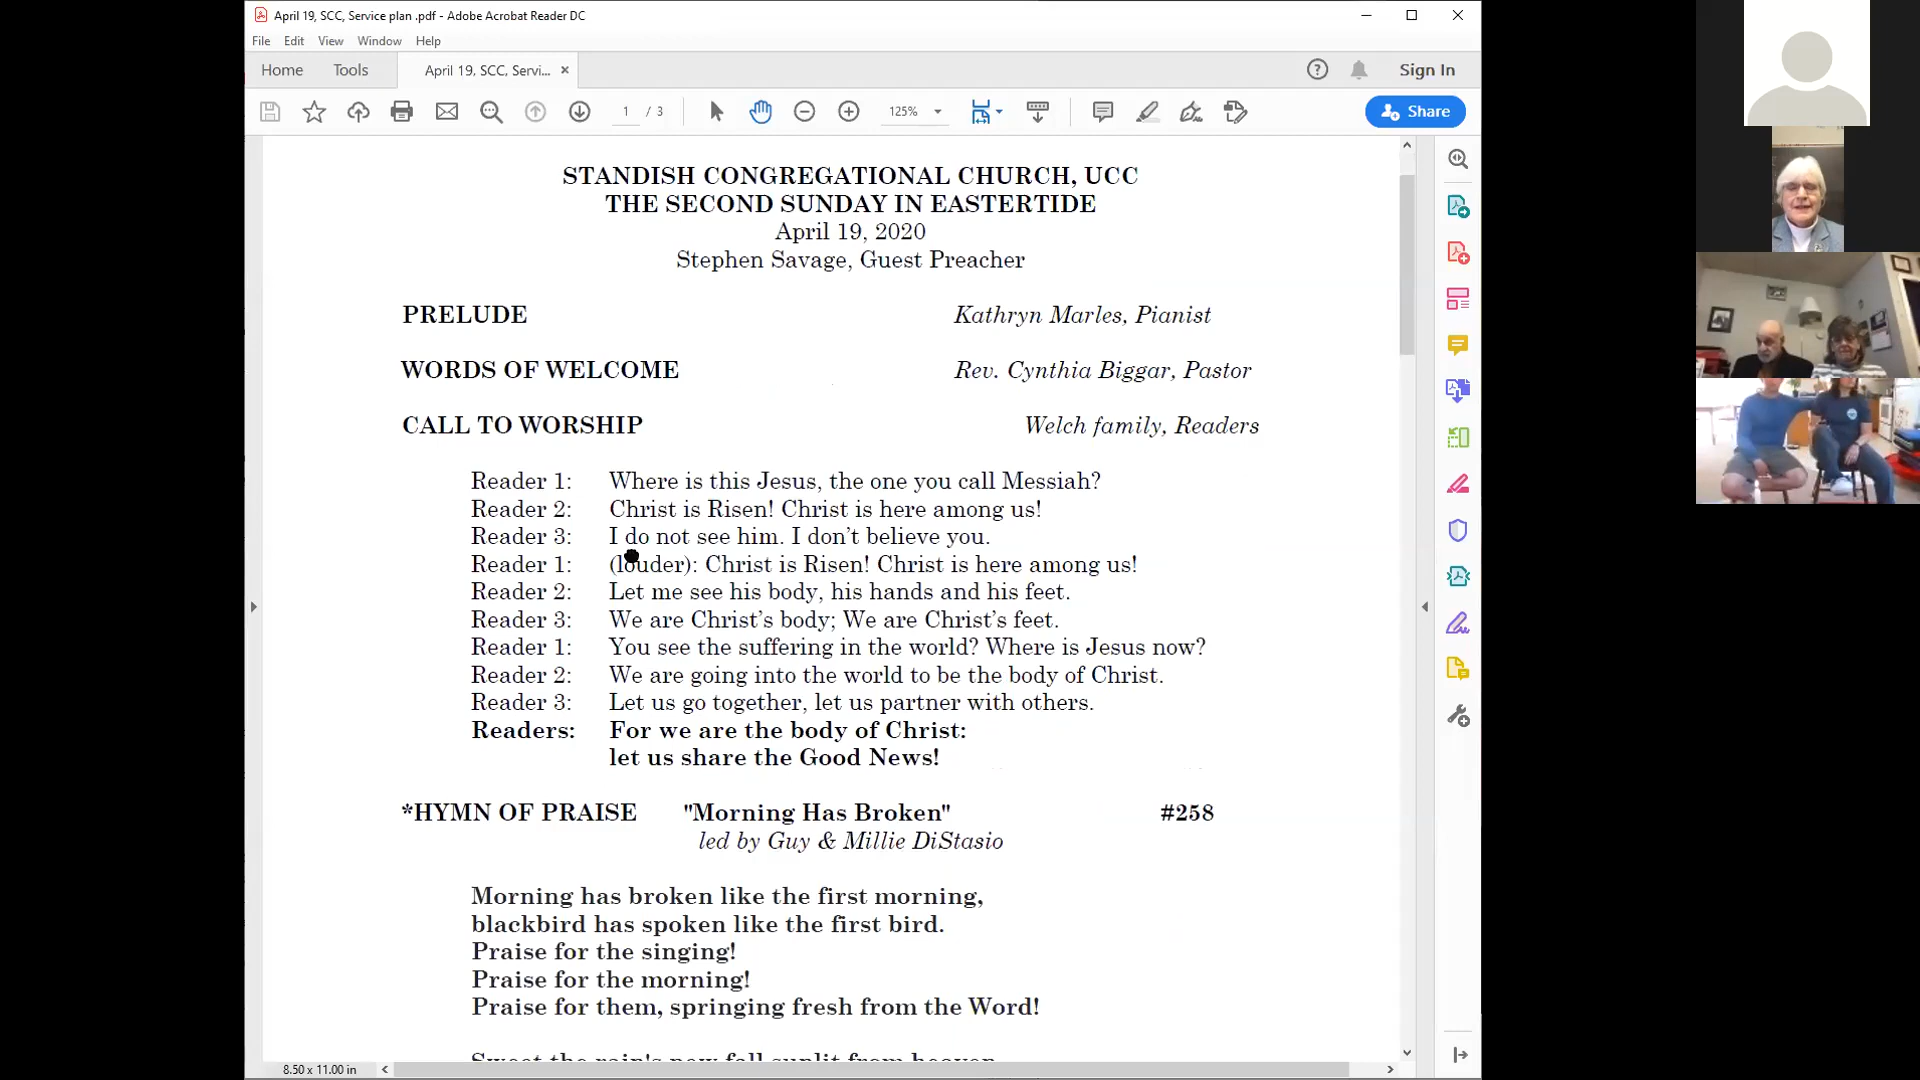 April 19, SCC, Service plan .pdf - Adobe Acrobat Reader DC
File Edit View Window Help
Home Tools April 19, SCC, Servi... × Sign In
1 / 3 125% Share
STANDISH CONGREGATIONAL CHURCH, UCC
THE SECOND SUNDAY IN EASTERTIDE
April 19, 2020
Stephen Savage, Guest Preacher
PRELUDE Kathryn Marles, Pianist
WORDS OF WELCOME Rev. Cynthia Biggar, Pastor
CALL TO WORSHIP Welch family, Readers
Reader 1: Where is this Jesus, the one you call Messiah?
Reader 2: Christ is Risen! Christ is here among us!
Reader 3: I do not see him. I don't believe you.
Reader 1: (louder): Christ is Risen! Christ is here among us!
Reader 2: Let me see his body, his hands and his feet.
Reader 3: We are Christ's body; We are Christ's feet.
Reader 1: You see the suffering in the world? Where is Jesus now?
Reader 2: We are going into the world to be the body of Christ.
Reader 3: Let us go together, let us partner with others.
Readers: For we are the body of Christ:
let us share the Good News!
*HYMN OF PRAISE "Morning Has Broken" #258
led by Guy & Millie DiStasio
Morning has broken like the first morning,
blackbird has spoken like the first bird.
Praise for the singing!
Praise for the morning!
Praise for them, springing fresh from the Word!
Sweet the rain's new fall sunlit from heaven
8.50 x 11.00 in